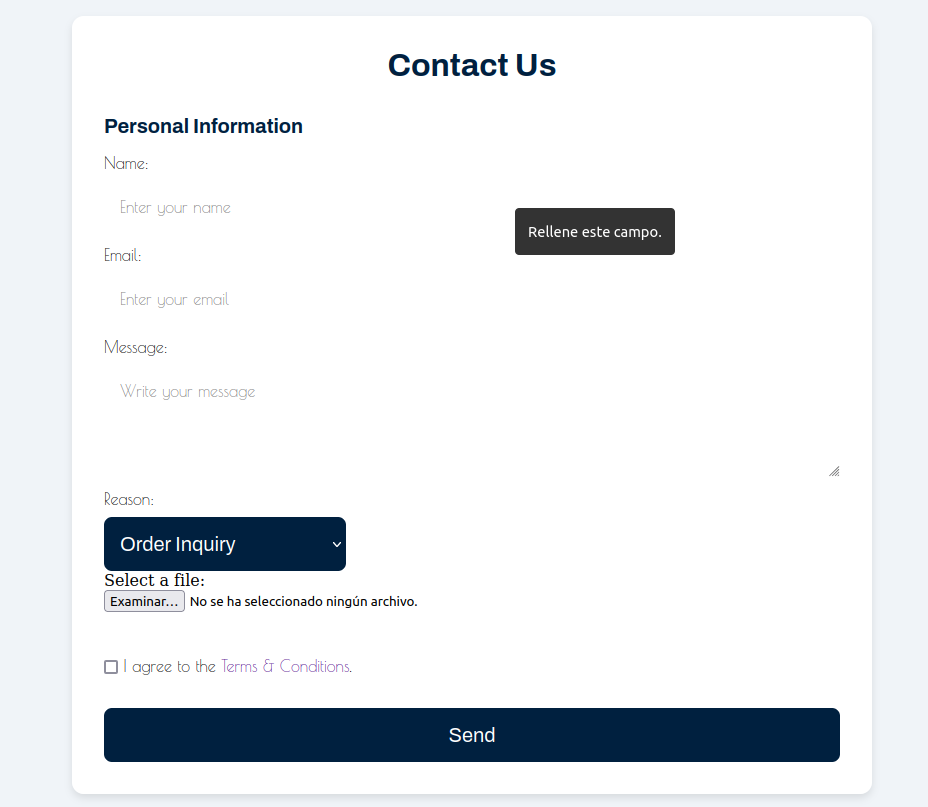 Contact Us
Personal Information
Name:
Enter your name
Rellene este campo.
Email:
Enter your email
Message:
Write your message
Reason:
Order Inquiry
Select a file:
Examinar... No se ha seleccionado ningún archivo.
I agree to the Terms & Conditions.
Send